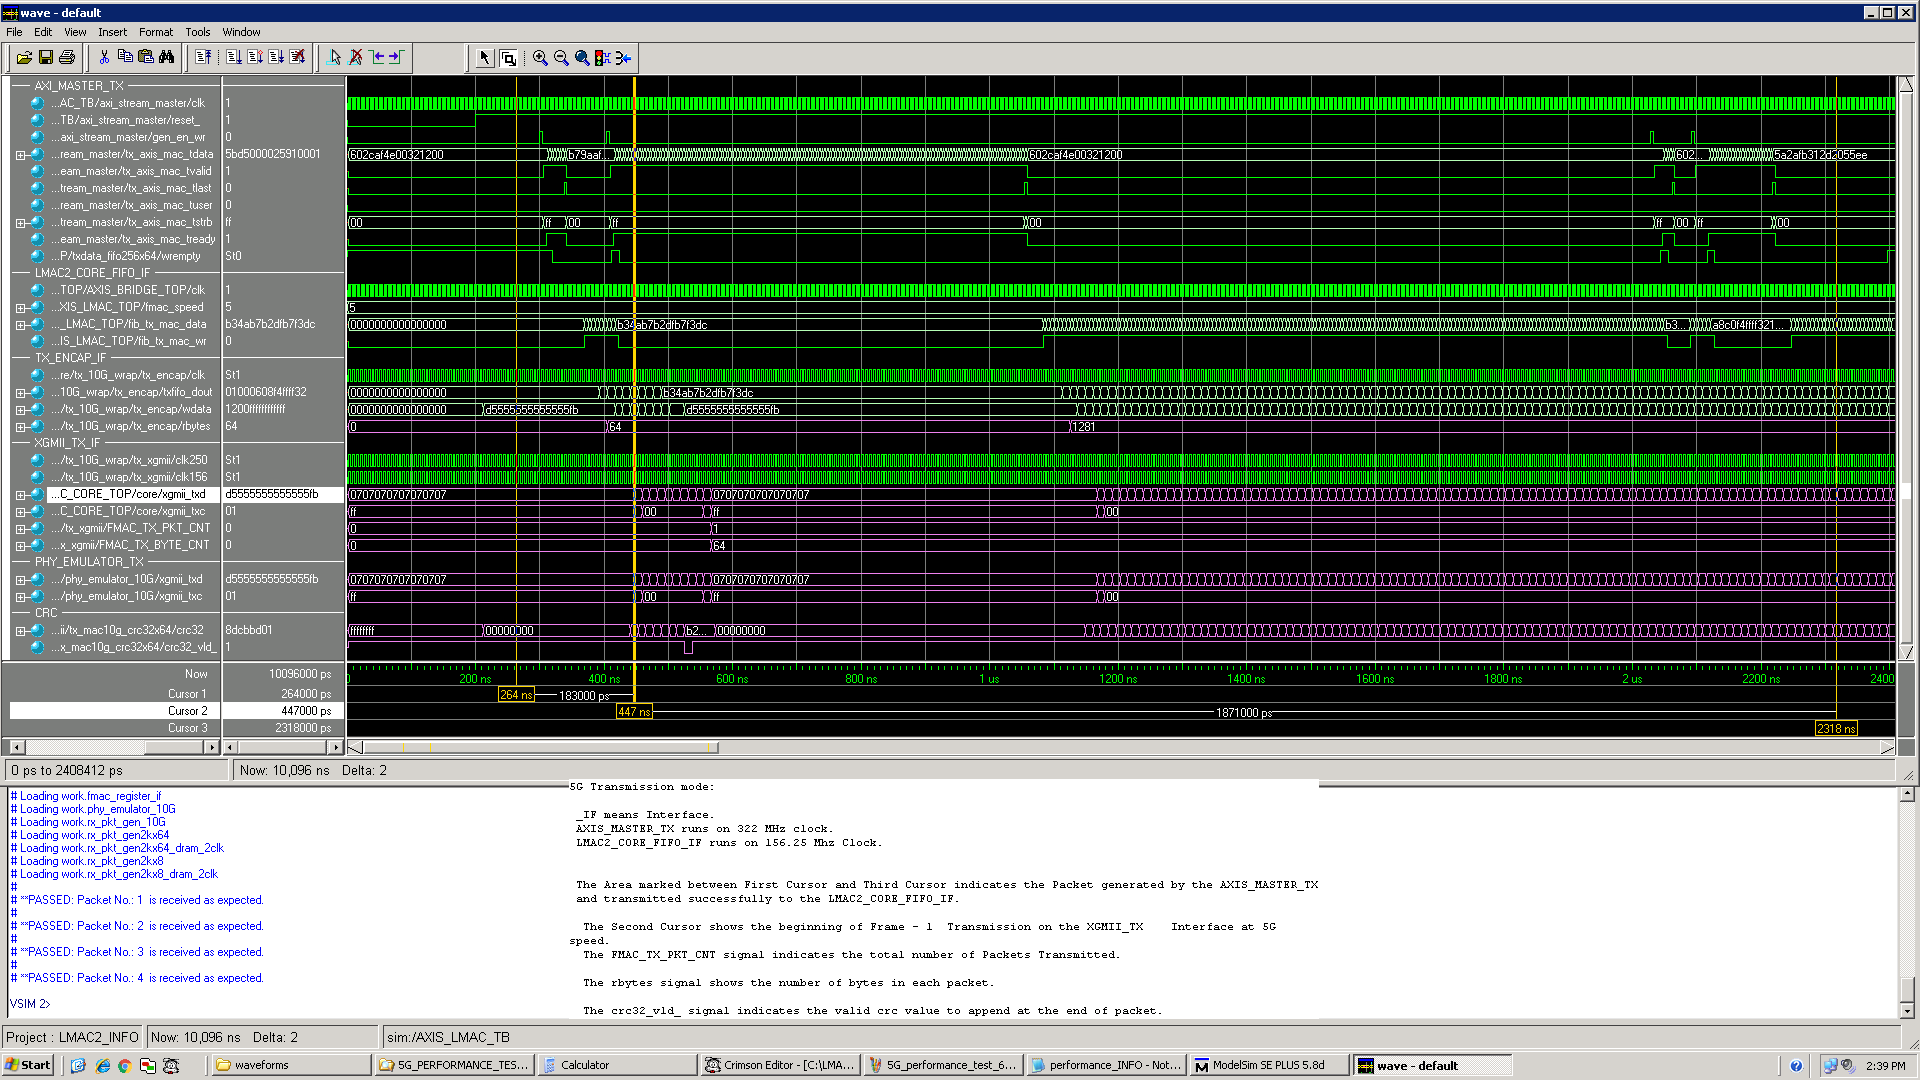 wave - default
File Edit View Insert Format Tools Window
AXI_MASTER_TX
...AC_TB/axi_stream_master/clk 1
...TB/axi_stream_master/reset_ 1
...axi_stream_master/gen_en_wr 0
...ream_master/tx_axis_mac_tdata 5bd5000025910001 602caf4e00321200 b79aaf... 602caf4e00321200 602... 5a2afb312d2055ee
...eam_master/tx_axis_mac_tvalid 1
...tream_master/tx_axis_mac_tlast 0
...ream_master/tx_axis_mac_tuser 0
...tream_master/tx_axis_mac_tstrb ff 00 ff 00 ff 00 ff 00 ff 00
...eam_master/tx_axis_mac_tready 1
...P/txdata_fifo256x64/wrempty St0
LMAC2_CORE_FIFO_IF
...TOP/AXIS_BRIDGE_TOP/clk 1
...XIS_LMAC_TOP/fmac_speed 5 5
..._LMAC_TOP/fib_tx_mac_data b34ab7b2dfb7f3dc 0000000000000000 b34ab7b2dfb7f3dc b3... a8c0f4ffff321...
...IS_LMAC_TOP/fib_tx_mac_wr 0
TX_ENCAP_IF
...re/tx_10G_wrap/tx_encap/clk St1
...10G_wrap/tx_encap/txfifo_dout 01000608f4ffff32 0000000000000000 b34ab7b2dfb7f3dc
.../tx_10G_wrap/tx_encap/wdata 1200ffffffffffff 0000000000000000 d5555555555555fb d5555555555555fb
.../tx_10G_wrap/tx_encap/rbytes 64 0 64 1281
XGMII_TX_IF
.../tx_10G_wrap/tx_xgmii/clk250 St1
.../tx_10G_wrap/tx_xgmii/clk156 St1
...C_CORE_TOP/core/xgmii_txd d5555555555555fb 0707070707070707 0707070707070707
...C_CORE_TOP/core/xgmii_txc 01 ff 00 ff 00
.../tx_xgmii/FMAC_TX_PKT_CNT 0 0 1
...x_xgmii/FMAC_TX_BYTE_CNT 0 0 64
PHY_EMULATOR_TX
.../phy_emulator_10G/xgmii_txd d5555555555555fb 0707070707070707 0707070707070707
.../phy_emulator_10G/xgmii_txc 01 ff 00 ff 00
CRC
...ii/tx_mac10g_crc32x64/crc32 8dcbbd01 ffffffff 00000000 b2... 00000000
...x_mac10g_crc32x64/crc32_vld_ 1
Now 10096000 ps 0 200 ns 400 ns 600 ns 800 ns 1 us 1200 ns 1400 ns 1600 ns 1800 ns 2 us 2200 ns 2400
Cursor 1 264000 ps 264 ns 183000 ps
Cursor 2 447000 ps 447 ns 1871000 ps
Cursor 3 2318000 ps 2318 ns
0 ps to 2408412 ps Now: 10,096 ns Delta: 2
# Loading work.fmac_register_if
# Loading work.phy_emulator_10G
# Loading work.rx_pkt_gen_10G
# Loading work.rx_pkt_gen2kx64
# Loading work.rx_pkt_gen2kx64_dram_2clk
# Loading work.rx_pkt_gen2kx8
# Loading work.rx_pkt_gen2kx8_dram_2clk
#
# **PASSED: Packet No.: 1 is received as expected.
#
# **PASSED: Packet No.: 2 is received as expected.
#
# **PASSED: Packet No.: 3 is received as expected.
#
# **PASSED: Packet No.: 4 is received as expected.
VSIM 2>
5G Transmission mode:
_IF means Interface.
AXIS_MASTER_TX runs on 322 MHz clock.
LMAC2_CORE_FIFO_IF runs on 156.25 Mhz Clock.
The Area marked between First Cursor and Third Cursor indicates the Packet generated by the AXIS_MASTER_TX
and transmitted successfully to the LMAC2_CORE_FIFO_IF.
The Second Cursor shows the beginning of Frame - 1 Transmission on the XGMII_TX Interface at 5G
speed.
The FMAC_TX_PKT_CNT signal indicates the total number of Packets Transmitted.
The rbytes signal shows the number of bytes in each packet.
The crc32_vld_ signal indicates the valid crc value to append at the end of packet.
Project : LMAC2_INFO Now: 10,096 ns Delta: 2 sim:/AXIS_LMAC_TB
Start waveforms 5G_PERFORMANCE_TES... Calculator Crimson Editor - [C:\LMA... 5G_performance_test_6... performance_INFO - Not... ModelSim SE PLUS 5.8d wave - default 2:39 PM